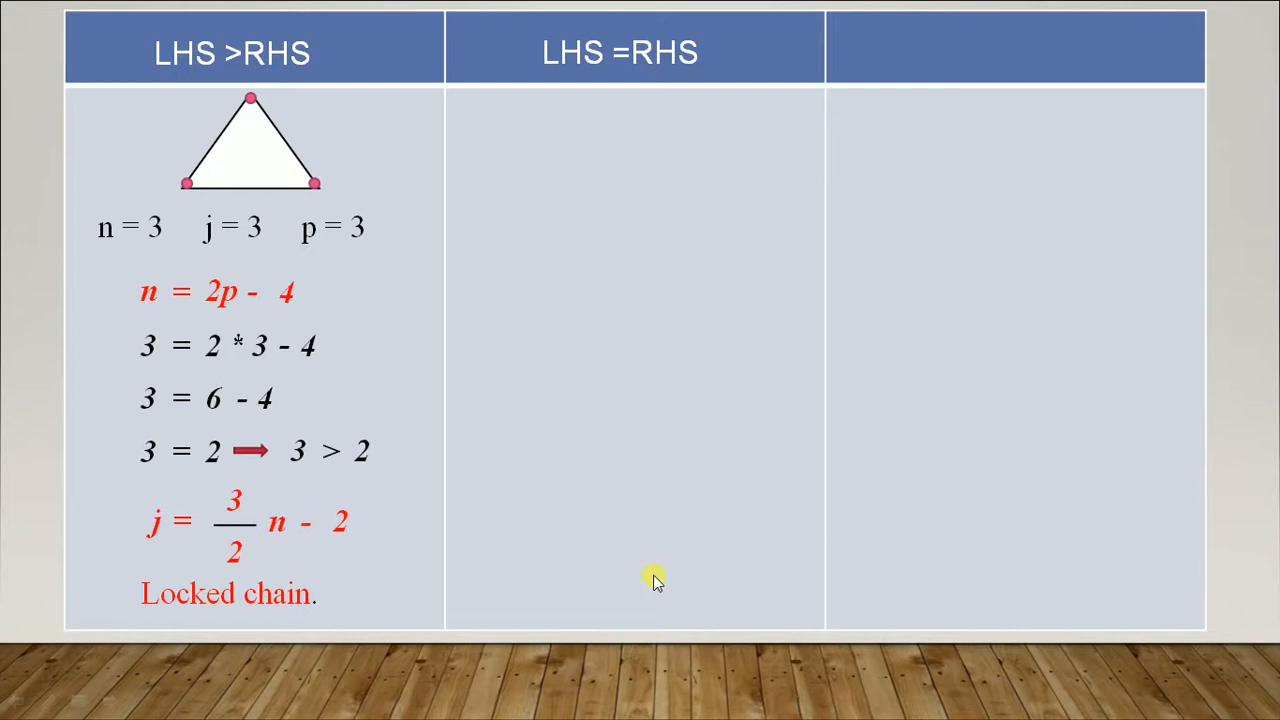 LHS >RHS
LHS =RHS
n = 3 j = 3 p = 3
n = 2p - 4
3 = 2 * 3 - 4
3 = 6 - 4
3 = 2 ➡ 3 > 2
j = 3/2 n - 2
Locked chain.